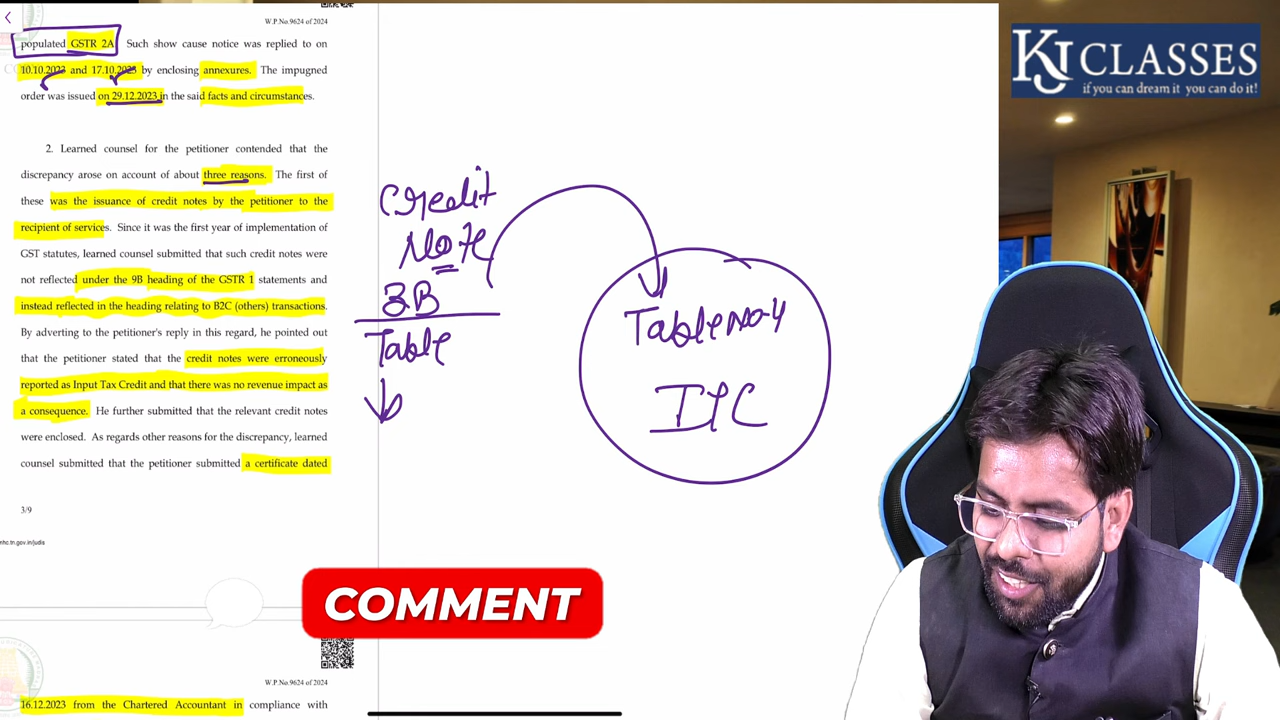 W.P.No.9624 of 2024
populated GSTR 2A. Such show cause notice was replied to on
10.10.2023 and 17.10.2023 by enclosing annexures. The impugned
order was issued on 29.12.2023 in the said facts and circumstances.
2. Learned counsel for the petitioner contended that the
discrepancy arose on account of about three reasons. The first of
these was the issuance of credit notes by the petitioner to the
recipient of services. Since it was the first year of implementation of
GST statutes, learned counsel submitted that such credit notes were
not reflected under the 9B heading of the GSTR 1 statements and
instead reflected in the heading relating to B2C (others) transactions.
By adverting to the petitioner's reply in this regard, he pointed out
that the petitioner stated that the credit notes were erroneously
reported as Input Tax Credit and that there was no revenue impact as
a consequence. He further submitted that the relevant credit notes
were enclosed. As regards other reasons for the discrepancy, learned
counsel submitted that the petitioner submitted a certificate dated
3/9
nhc.tn.gov.in/judis
W.P.No.9624 of 2024
16.12.2023 from the Chartered Accountant in compliance with
Credit
Note
3B
Table
Table No-4
ITC
COMMENT
KJ CLASSES
if you can dream it you can do it!